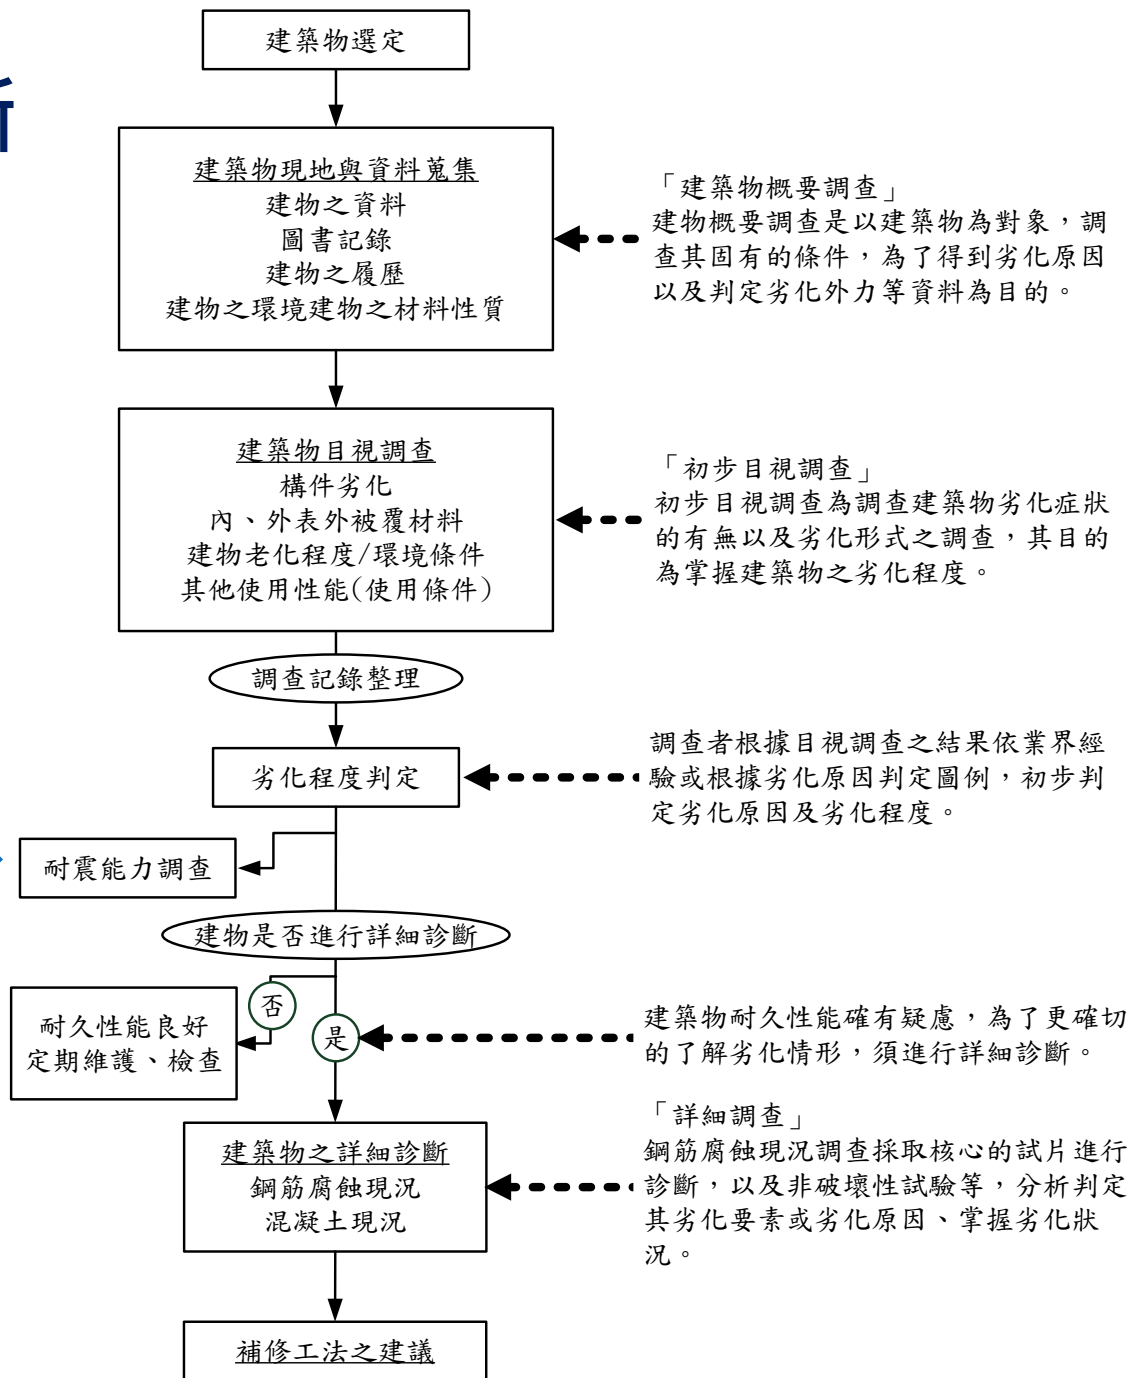 建築物選定
建築物現地與資料蒐集
建物之資料
圖書記錄
建物之履歷
建物之環境建物之材料性質
「建築物概要調查」
建物概要調查是以建築物為對象，調
查其固有的條件，為了得到劣化原因
以及判定劣化外力等資料為目的。
建築物目視調查
構件劣化
內、外表外被覆材料
建物老化程度/環境條件
其他使用性能(使用條件)
「初步目視調查」
初步目視調查為調查建築物劣化症狀
的有無以及劣化形式之調查，其目的
為掌握建築物之劣化程度。
調查記錄整理
劣化程度判定
調查者根據目視調查之結果依業界經
驗或根據劣化原因判定圖例，初步判
定劣化原因及劣化程度。
耐震能力調查
建物是否進行詳細診斷
否
耐久性能良好
定期維護、檢查
是
建築物耐久性能確有疑慮，為了更確切
的了解劣化情形，須進行詳細診斷。
建築物之詳細診斷
鋼筋腐蝕現況
混凝土現況
「詳細調查」
鋼筋腐蝕現況調查採取核心的試片進行
診斷，以及非破壞性試驗等，分析判定
其劣化要素或劣化原因、掌握劣化狀
況。
補修工法之建議